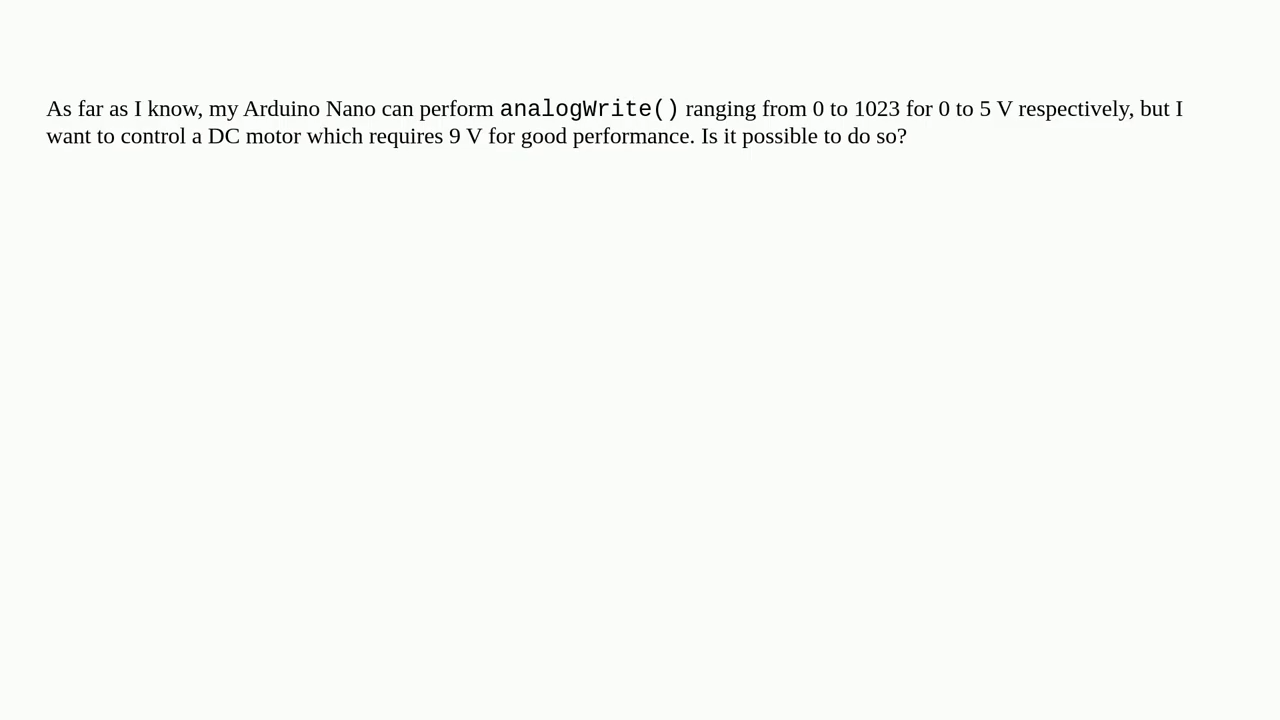 As far as I know, my Arduino Nano can perform analogWrite() ranging from 0 to 1023 for 0 to 5 V respectively, but I
want to control a DC motor which requires 9 V for good performance. Is it possible to do so?